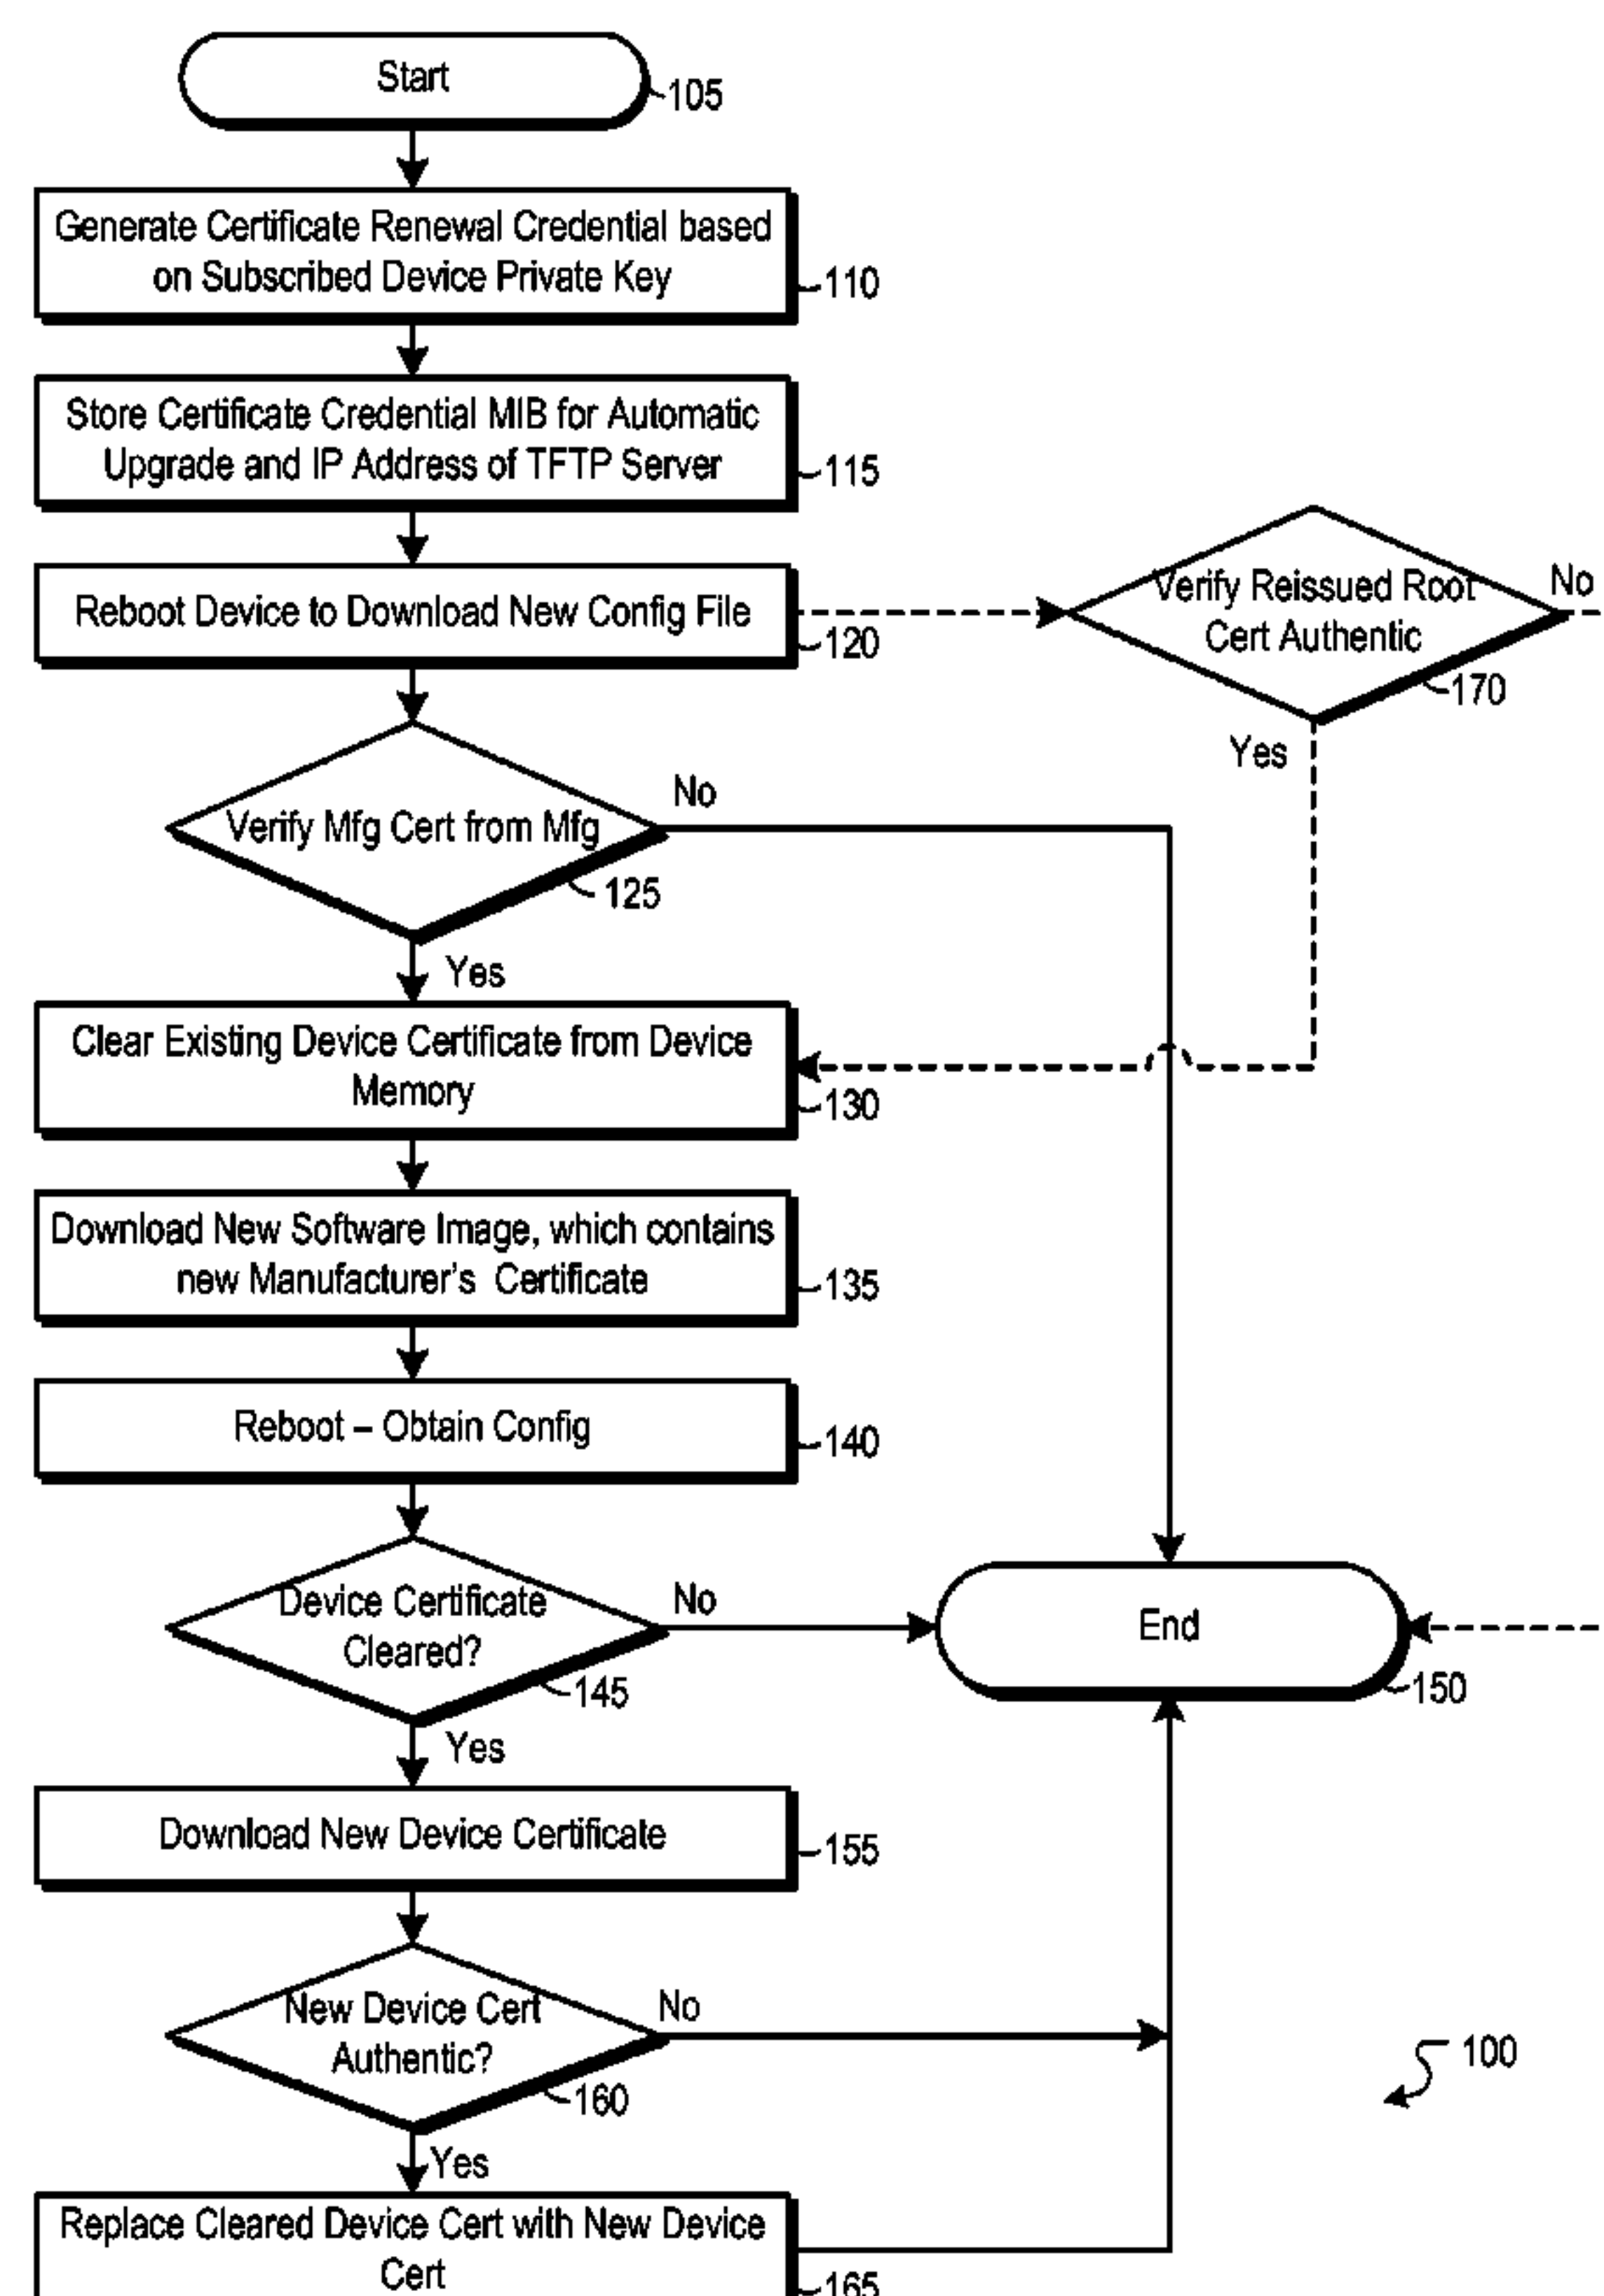 Start
105
Generate Certificate Renewal Credential based
on Subscribed Device Private Key
110
Store Certificate Credential MIB for Automatic
Upgrade and IP Address of TFTP Server
115
Reboot Device to Download New Config File
120
Verify Reissued Root
Cert Authentic
No
170
Yes
Verify Mfg Cert from Mfg
No
125
Yes
Clear Existing Device Certificate from Device
Memory
130
Download New Software Image, which contains
new Manufacturer's Certificate
135
Reboot – Obtain Config
140
Device Certificate
Cleared?
No
145
Yes
End
150
Download New Device Certificate
155
New Device Cert
Authentic?
No
160
Yes
100
Replace Cleared Device Cert with New Device
Cert
165